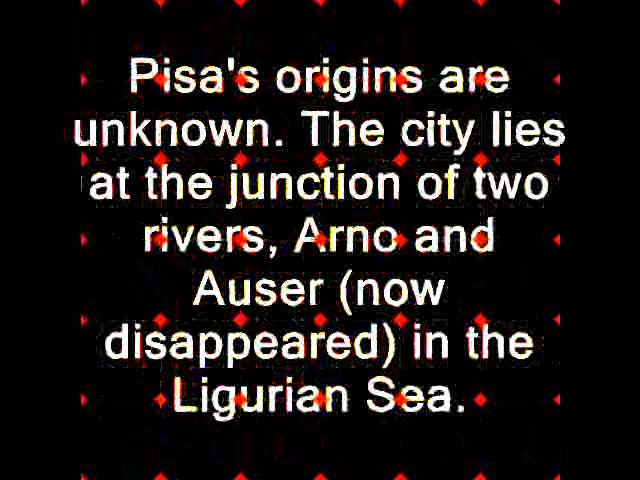 Pisa's origins are
unknown. The city lies
at the junction of two
rivers, Arno and
Auser (now
disappeared) in the
Ligurian Sea.